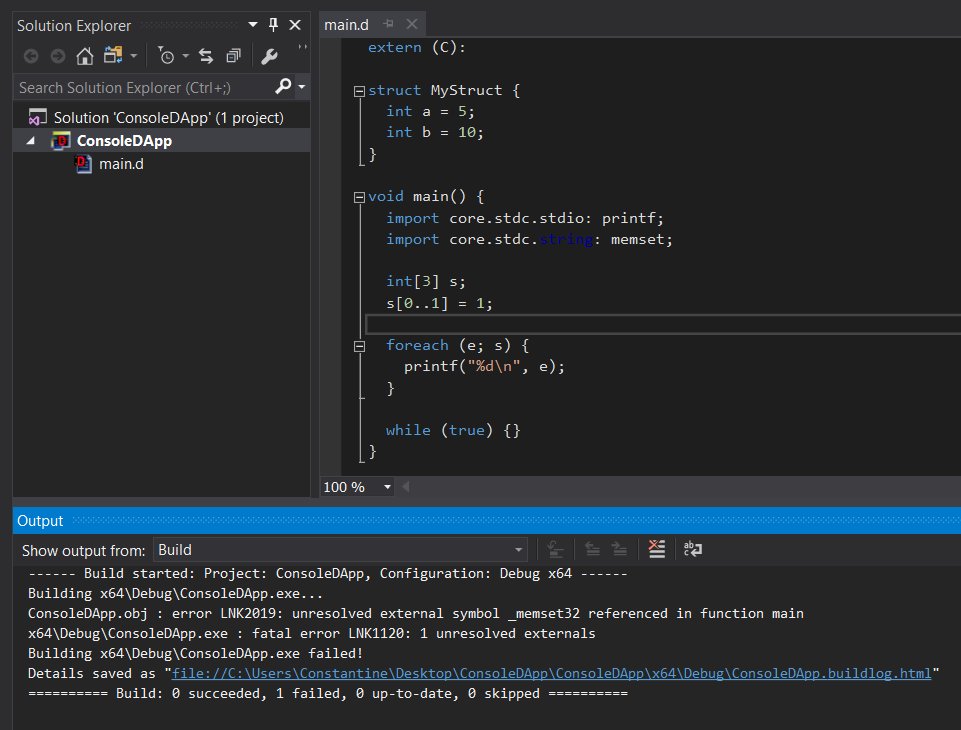 Solution Explorer
Search Solution Explorer (Ctrl+;)
Solution 'ConsoleDApp' (1 project)
ConsoleDApp
main.d
main.d
extern (C):
struct MyStruct {
int a = 5;
int b = 10;
}
void main() {
import core.stdc.stdio: printf;
import core.stdc.string: memset;
int[3] s;
s[0..1] = 1;
foreach (e; s) {
printf("%d\n", e);
}
while (true) {}
}
100 %
Output
Show output from: Build
------ Build started: Project: ConsoleDApp, Configuration: Debug x64 ------
Building x64\Debug\ConsoleDApp.exe...
ConsoleDApp.obj : error LNK2019: unresolved external symbol _memset32 referenced in function main
x64\Debug\ConsoleDApp.exe : fatal error LNK1120: 1 unresolved externals
Building x64\Debug\ConsoleDApp.exe failed!
Details saved as "file://C:\Users\Constantine\Desktop\ConsoleDApp\ConsoleDApp\x64\Debug\ConsoleDApp.buildlog.html"
========== Build: 0 succeeded, 1 failed, 0 up-to-date, 0 skipped ==========